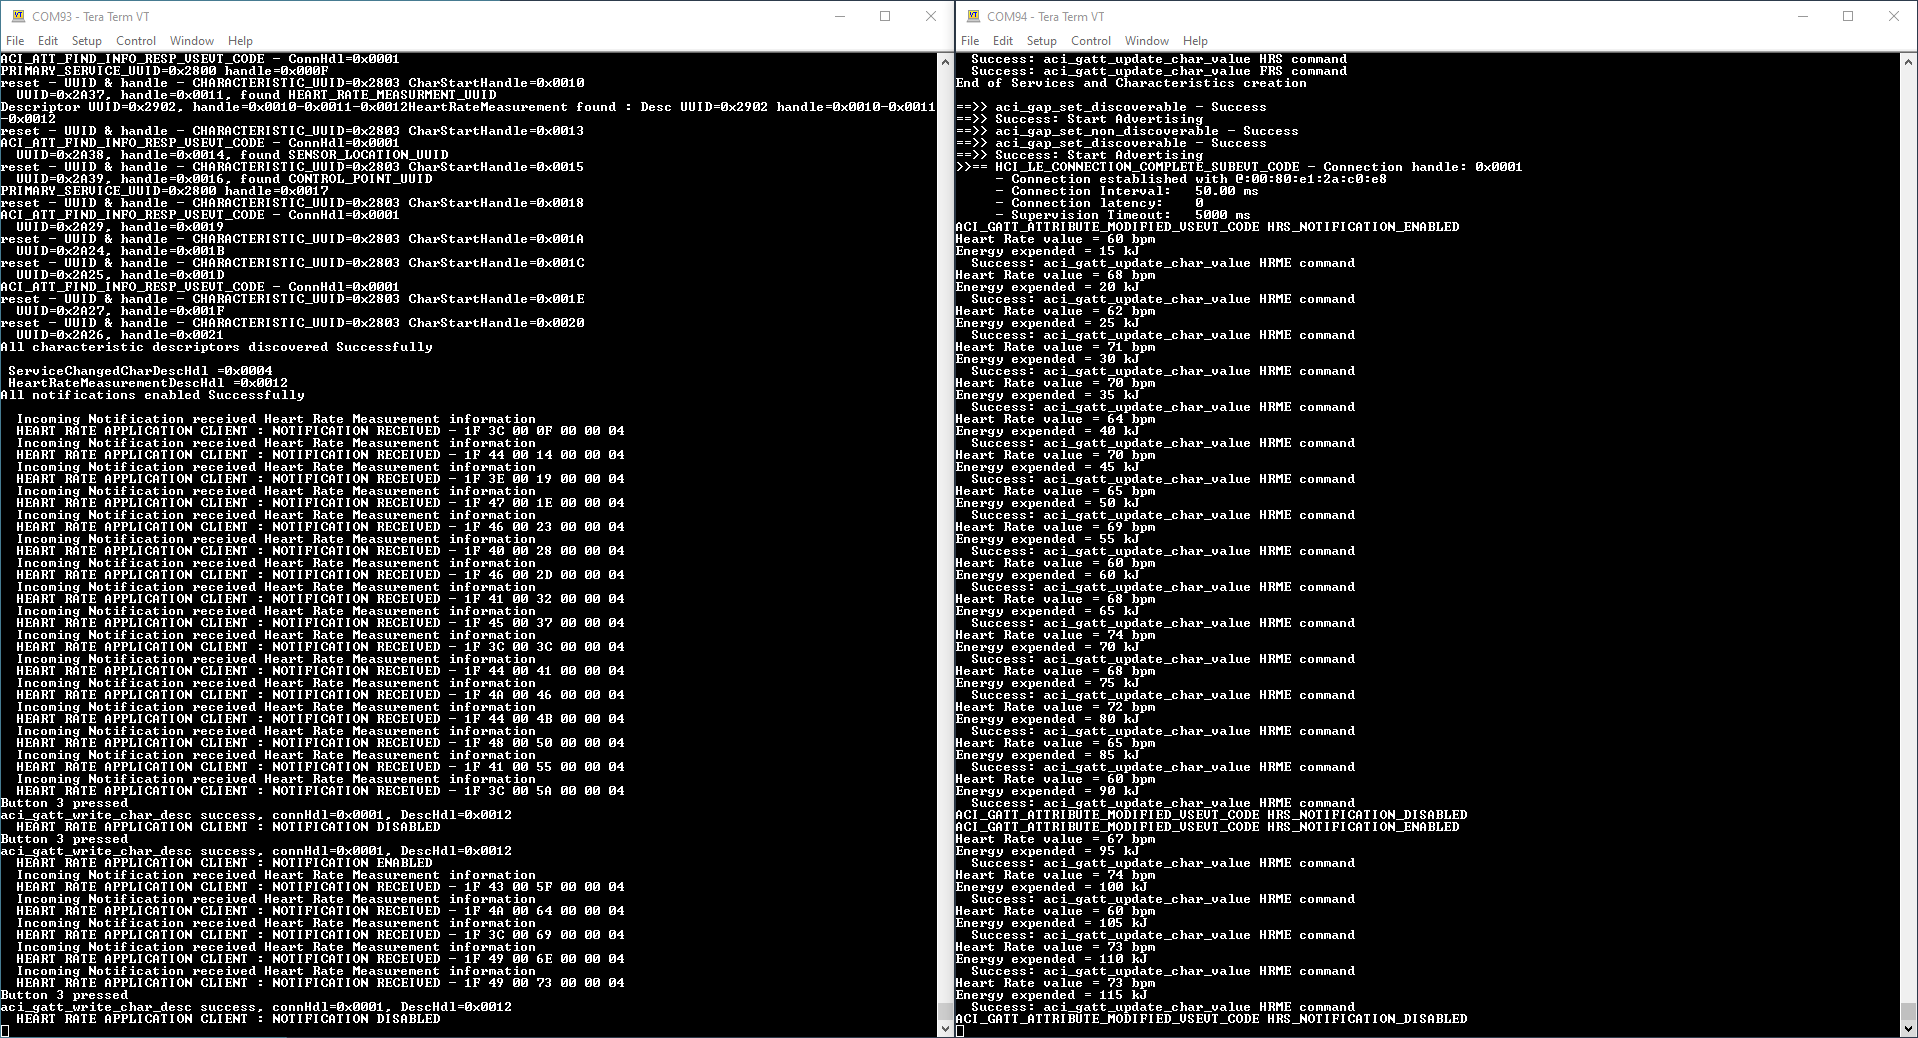 COM93 - Tera Term VT
File Edit Setup Control Window Help
ACI_ATT_FIND_INFO_RESP_VSEVT_CODE - ConnHdl=0x0001
PRIMARY_SERVICE_UUID=0x2800 handle=0x000F
reset - UUID & handle - CHARACTERISTIC_UUID=0x2803 CharStartHandle=0x0010
  UUID=0x2A37, handle=0x0011, found HEART_RATE_MEASURMENT_UUID
Descriptor UUID=0x2902, handle=0x0010-0x0011-0x0012HeartRateMeasurement found : Desc UUID=0x2902 handle=0x0010-0x0011
-0x0012
reset - UUID & handle - CHARACTERISTIC_UUID=0x2803 CharStartHandle=0x0013
ACI_ATT_FIND_INFO_RESP_VSEVT_CODE - ConnHdl=0x0001
  UUID=0x2A38, handle=0x0014, found SENSOR_LOCATION_UUID
reset - UUID & handle - CHARACTERISTIC_UUID=0x2803 CharStartHandle=0x0015
  UUID=0x2A39, handle=0x0016, found CONTROL_POINT_UUID
PRIMARY_SERVICE_UUID=0x2800 handle=0x0017
reset - UUID & handle - CHARACTERISTIC_UUID=0x2803 CharStartHandle=0x0018
ACI_ATT_FIND_INFO_RESP_VSEVT_CODE - ConnHdl=0x0001
  UUID=0x2A29, handle=0x0019
reset - UUID & handle - CHARACTERISTIC_UUID=0x2803 CharStartHandle=0x001A
  UUID=0x2A24, handle=0x001B
reset - UUID & handle - CHARACTERISTIC_UUID=0x2803 CharStartHandle=0x001C
  UUID=0x2A25, handle=0x001D
ACI_ATT_FIND_INFO_RESP_VSEVT_CODE - ConnHdl=0x0001
reset - UUID & handle - CHARACTERISTIC_UUID=0x2803 CharStartHandle=0x001E
  UUID=0x2A27, handle=0x001F
reset - UUID & handle - CHARACTERISTIC_UUID=0x2803 CharStartHandle=0x0020
  UUID=0x2A26, handle=0x0021
All characteristic descriptors discovered Successfully
 ServiceChangedCharDescHdl =0x0004
 HeartRateMeasurementDescHdl =0x0012
All notifications enabled Successfully
  Incoming Notification received Heart Rate Measurement information
  HEART RATE APPLICATION CLIENT : NOTIFICATION RECEIVED - 1F 3C 00 0F 00 00 04
  Incoming Notification received Heart Rate Measurement information
  HEART RATE APPLICATION CLIENT : NOTIFICATION RECEIVED - 1F 44 00 14 00 00 04
  Incoming Notification received Heart Rate Measurement information
  HEART RATE APPLICATION CLIENT : NOTIFICATION RECEIVED - 1F 3E 00 19 00 00 04
  Incoming Notification received Heart Rate Measurement information
  HEART RATE APPLICATION CLIENT : NOTIFICATION RECEIVED - 1F 47 00 1E 00 00 04
  Incoming Notification received Heart Rate Measurement information
  HEART RATE APPLICATION CLIENT : NOTIFICATION RECEIVED - 1F 46 00 23 00 00 04
  Incoming Notification received Heart Rate Measurement information
  HEART RATE APPLICATION CLIENT : NOTIFICATION RECEIVED - 1F 40 00 28 00 00 04
  Incoming Notification received Heart Rate Measurement information
  HEART RATE APPLICATION CLIENT : NOTIFICATION RECEIVED - 1F 46 00 2D 00 00 04
  Incoming Notification received Heart Rate Measurement information
  HEART RATE APPLICATION CLIENT : NOTIFICATION RECEIVED - 1F 41 00 32 00 00 04
  Incoming Notification received Heart Rate Measurement information
  HEART RATE APPLICATION CLIENT : NOTIFICATION RECEIVED - 1F 45 00 37 00 00 04
  Incoming Notification received Heart Rate Measurement information
  HEART RATE APPLICATION CLIENT : NOTIFICATION RECEIVED - 1F 3C 00 3C 00 00 04
  Incoming Notification received Heart Rate Measurement information
  HEART RATE APPLICATION CLIENT : NOTIFICATION RECEIVED - 1F 44 00 41 00 00 04
  Incoming Notification received Heart Rate Measurement information
  HEART RATE APPLICATION CLIENT : NOTIFICATION RECEIVED - 1F 4A 00 46 00 00 04
  Incoming Notification received Heart Rate Measurement information
  HEART RATE APPLICATION CLIENT : NOTIFICATION RECEIVED - 1F 44 00 4B 00 00 04
  Incoming Notification received Heart Rate Measurement information
  HEART RATE APPLICATION CLIENT : NOTIFICATION RECEIVED - 1F 48 00 50 00 00 04
  Incoming Notification received Heart Rate Measurement information
  HEART RATE APPLICATION CLIENT : NOTIFICATION RECEIVED - 1F 41 00 55 00 00 04
  Incoming Notification received Heart Rate Measurement information
  HEART RATE APPLICATION CLIENT : NOTIFICATION RECEIVED - 1F 3C 00 5A 00 00 04
Button 3 pressed
aci_gatt_write_char_desc success, connHdl=0x0001, DescHdl=0x0012
  HEART RATE APPLICATION CLIENT : NOTIFICATION DISABLED
Button 3 pressed
aci_gatt_write_char_desc success, connHdl=0x0001, DescHdl=0x0012
  HEART RATE APPLICATION CLIENT : NOTIFICATION ENABLED
  Incoming Notification received Heart Rate Measurement information
  HEART RATE APPLICATION CLIENT : NOTIFICATION RECEIVED - 1F 43 00 5F 00 00 04
  Incoming Notification received Heart Rate Measurement information
  HEART RATE APPLICATION CLIENT : NOTIFICATION RECEIVED - 1F 4A 00 64 00 00 04
  Incoming Notification received Heart Rate Measurement information
  HEART RATE APPLICATION CLIENT : NOTIFICATION RECEIVED - 1F 3C 00 69 00 00 04
  Incoming Notification received Heart Rate Measurement information
  HEART RATE APPLICATION CLIENT : NOTIFICATION RECEIVED - 1F 49 00 6E 00 00 04
  Incoming Notification received Heart Rate Measurement information
  HEART RATE APPLICATION CLIENT : NOTIFICATION RECEIVED - 1F 49 00 73 00 00 04
Button 3 pressed
aci_gatt_write_char_desc success, connHdl=0x0001, DescHdl=0x0012
  HEART RATE APPLICATION CLIENT : NOTIFICATION DISABLED
COM94 - Tera Term VT
File Edit Setup Control Window Help
  Success: aci_gatt_update_char_value HRS command
  Success: aci_gatt_update_char_value FRS command
End of Services and Characteristics creation
==>> aci_gap_set_discoverable - Success
==>> Success: Start Advertising
==>> aci_gap_set_non_discoverable - Success
==>> aci_gap_set_discoverable - Success
==>> Success: Start Advertising
>>== HCI_LE_CONNECTION_COMPLETE_SUBEVT_CODE - Connection handle: 0x0001
     - Connection established with @:00:80:e1:2a:c0:e8
     - Connection Interval:   50.00 ms
     - Connection latency:    0
     - Supervision Timeout:   5000 ms
ACI_GATT_ATTRIBUTE_MODIFIED_VSEVT_CODE HRS_NOTIFICATION_ENABLED
Heart Rate value = 60 bpm
Energy expended = 15 kJ
  Success: aci_gatt_update_char_value HRME command
Heart Rate value = 68 bpm
Energy expended = 20 kJ
  Success: aci_gatt_update_char_value HRME command
Heart Rate value = 62 bpm
Energy expended = 25 kJ
  Success: aci_gatt_update_char_value HRME command
Heart Rate value = 71 bpm
Energy expended = 30 kJ
  Success: aci_gatt_update_char_value HRME command
Heart Rate value = 70 bpm
Energy expended = 35 kJ
  Success: aci_gatt_update_char_value HRME command
Heart Rate value = 64 bpm
Energy expended = 40 kJ
  Success: aci_gatt_update_char_value HRME command
Heart Rate value = 70 bpm
Energy expended = 45 kJ
  Success: aci_gatt_update_char_value HRME command
Heart Rate value = 65 bpm
Energy expended = 50 kJ
  Success: aci_gatt_update_char_value HRME command
Heart Rate value = 69 bpm
Energy expended = 55 kJ
  Success: aci_gatt_update_char_value HRME command
Heart Rate value = 60 bpm
Energy expended = 60 kJ
  Success: aci_gatt_update_char_value HRME command
Heart Rate value = 68 bpm
Energy expended = 65 kJ
  Success: aci_gatt_update_char_value HRME command
Heart Rate value = 74 bpm
Energy expended = 70 kJ
  Success: aci_gatt_update_char_value HRME command
Heart Rate value = 68 bpm
Energy expended = 75 kJ
  Success: aci_gatt_update_char_value HRME command
Heart Rate value = 72 bpm
Energy expended = 80 kJ
  Success: aci_gatt_update_char_value HRME command
Heart Rate value = 65 bpm
Energy expended = 85 kJ
  Success: aci_gatt_update_char_value HRME command
Heart Rate value = 60 bpm
Energy expended = 90 kJ
  Success: aci_gatt_update_char_value HRME command
ACI_GATT_ATTRIBUTE_MODIFIED_VSEVT_CODE HRS_NOTIFICATION_DISABLED
ACI_GATT_ATTRIBUTE_MODIFIED_VSEVT_CODE HRS_NOTIFICATION_ENABLED
Heart Rate value = 67 bpm
Energy expended = 95 kJ
  Success: aci_gatt_update_char_value HRME command
Heart Rate value = 74 bpm
Energy expended = 100 kJ
  Success: aci_gatt_update_char_value HRME command
Heart Rate value = 60 bpm
Energy expended = 105 kJ
  Success: aci_gatt_update_char_value HRME command
Heart Rate value = 73 bpm
Energy expended = 110 kJ
  Success: aci_gatt_update_char_value HRME command
Heart Rate value = 73 bpm
Energy expended = 115 kJ
  Success: aci_gatt_update_char_value HRME command
ACI_GATT_ATTRIBUTE_MODIFIED_VSEVT_CODE HRS_NOTIFICATION_DISABLED